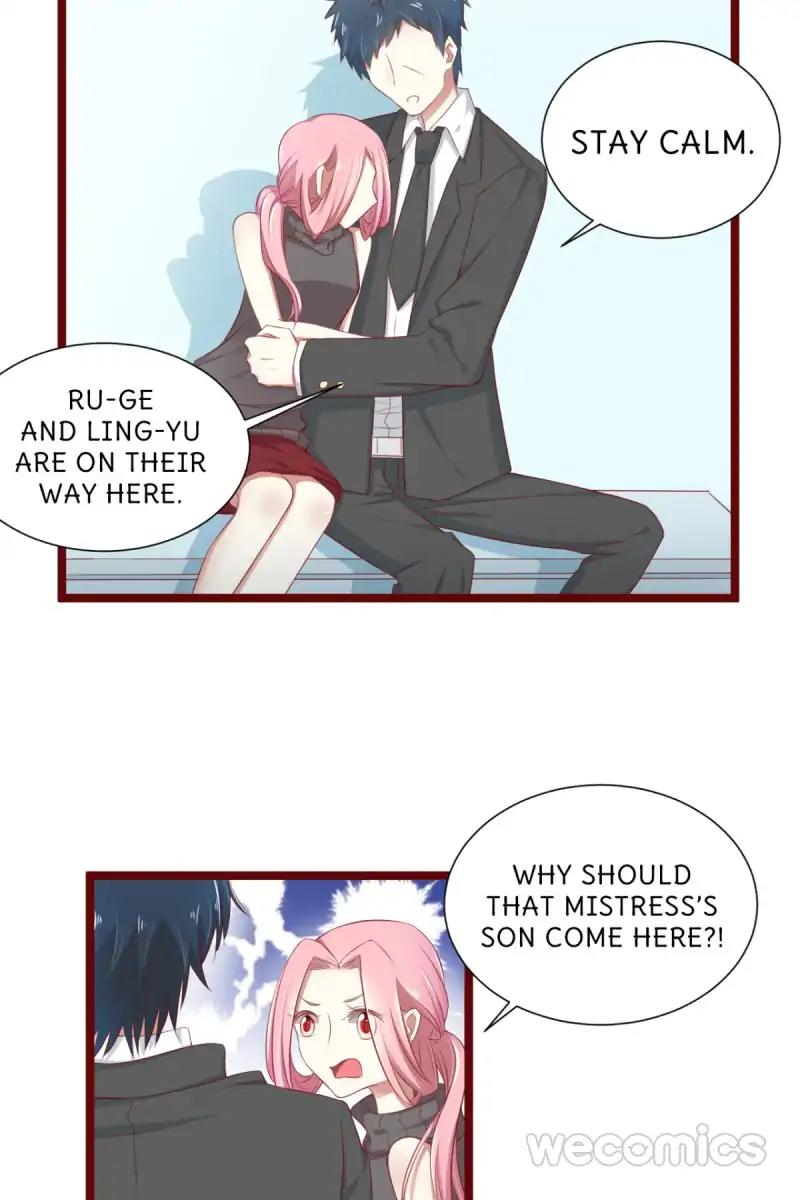 STAY CALM.
RU-GE
AND LING-YU
ARE ON THEIR
WAY HERE.
WHY SHOULD
THAT MISTRESS'S
SON COME HERE?!
wecomics